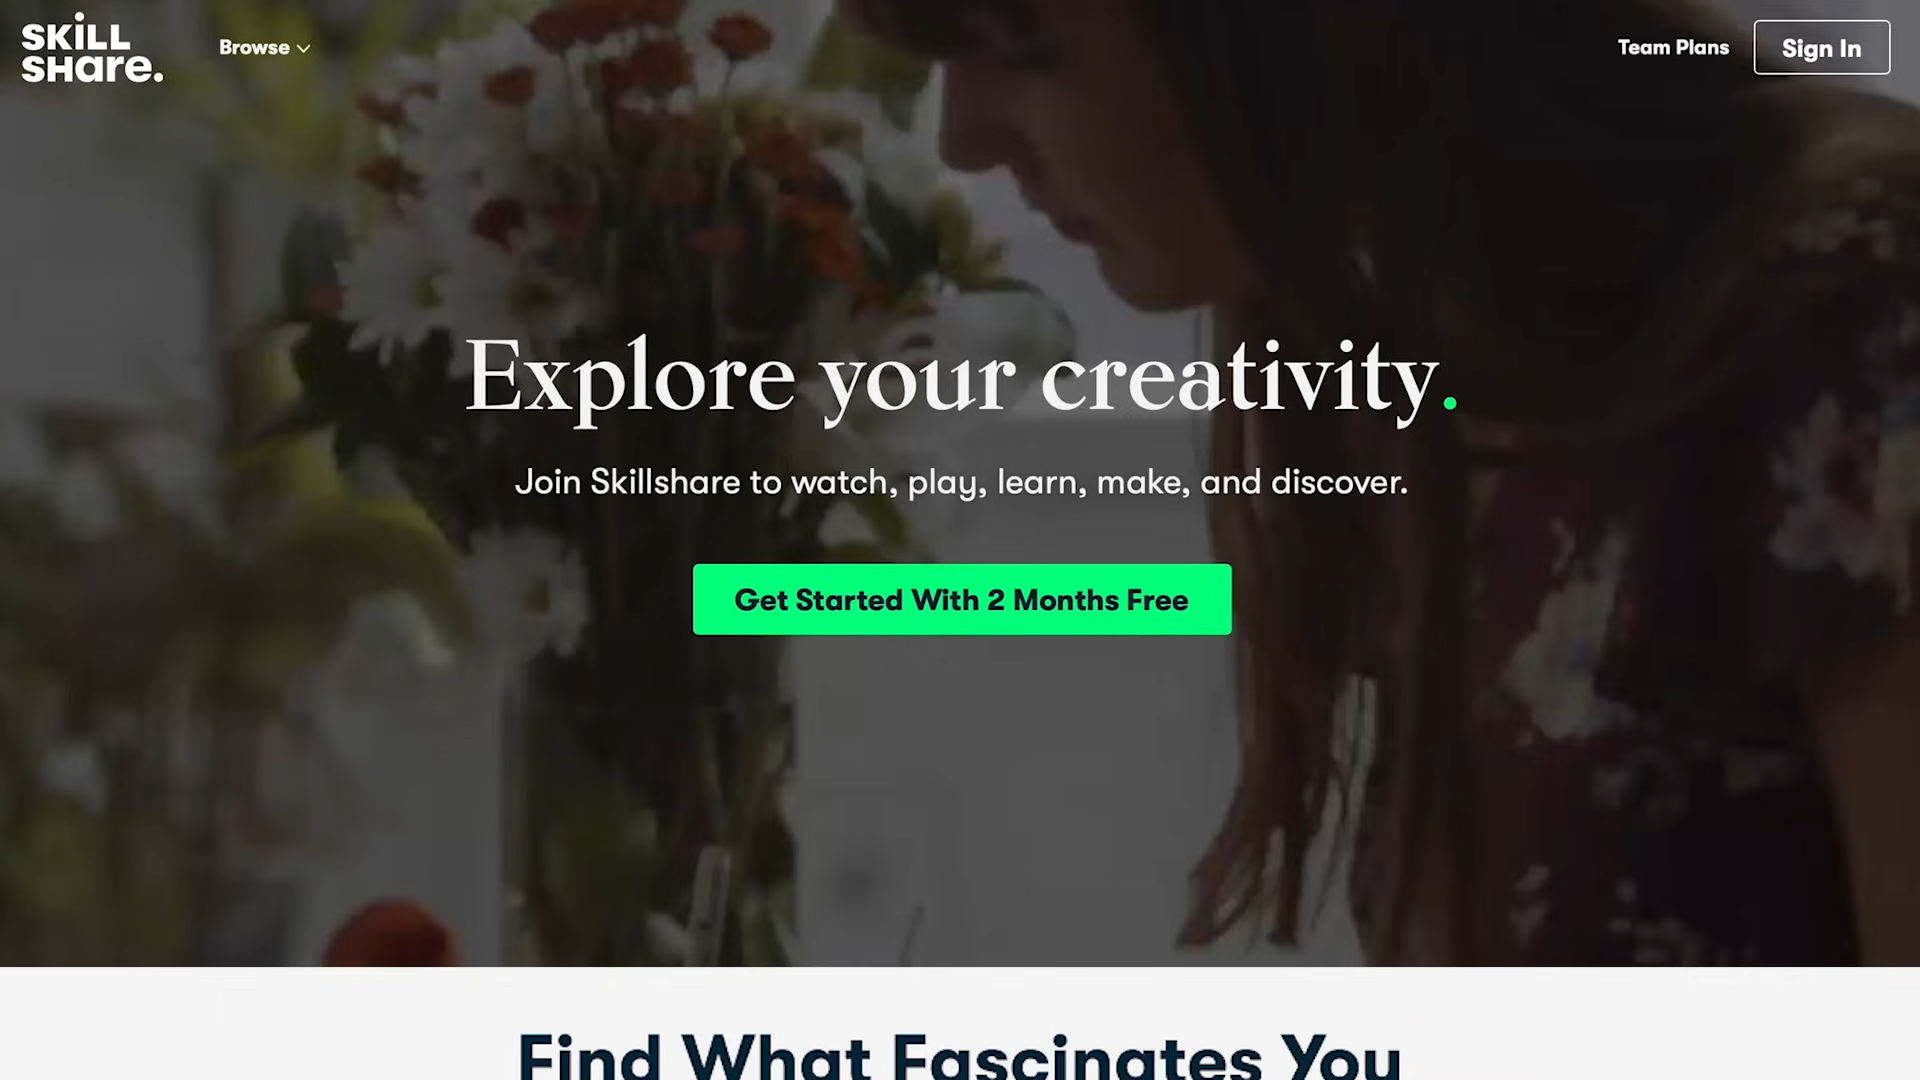 SKiLL
SHare.
Browse
Team Plans
Sign In
Explore your creativity.
Join Skillshare to watch, play, learn, make, and discover.
Get Started With 2 Months Free
Find What Fascinates You